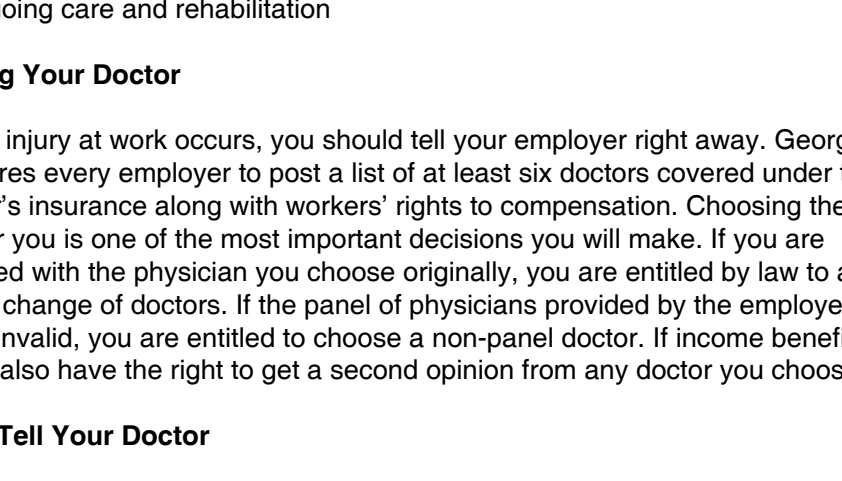 oing care and rehabilitation
g Your Doctor
injury at work occurs, you should tell your employer right away. Georg
res every employer to post a list of at least six doctors covered under t
r's insurance along with workers' rights to compensation. Choosing the
r you is one of the most important decisions you will make. If you are
ed with the physician you choose originally, you are entitled by law to a
change of doctors. If the panel of physicians provided by the employe
nvalid, you are entitled to choose a non-panel doctor. If income benefi
also have the right to get a second opinion from any doctor you choos
Tell Your Doctor